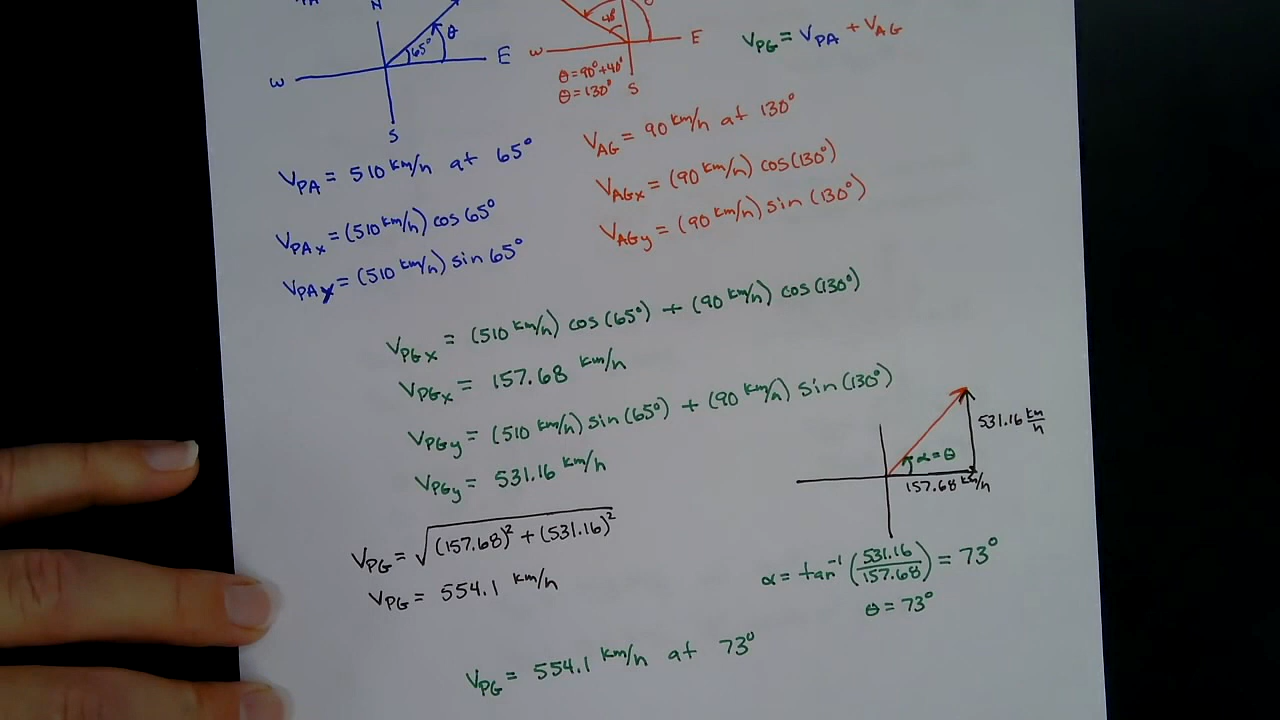 N
65° θ
W E
S
40°
W E
θ = 90° + 40°
θ = 130° S
V_PG = V_PA + V_AG
V_PA = 510 km/h at 65°
V_PAx = (510 km/h) cos 65°
V_PAy = (510 km/h) sin 65°
V_AG = 90 km/h at 130°
V_AGx = (90 km/h) cos(130°)
V_AGy = (90 km/h) sin (130°)
V_PGx = (510 km/h) cos(65°) + (90 km/h) cos(130°)
V_PGx = 157.68 km/h
V_PGy = (510 km/h) sin(65°) + (90 km/h) sin(130°)
V_PGy = 531.16 km/h
V_PG = √((157.68)² + (531.16)²)
V_PG = 554.1 km/h
531.16 km/h
α = θ
157.68 km/h
α = tan⁻¹ (531.16/157.68) = 73°
θ = 73°
V_PG = 554.1 km/h at 73°